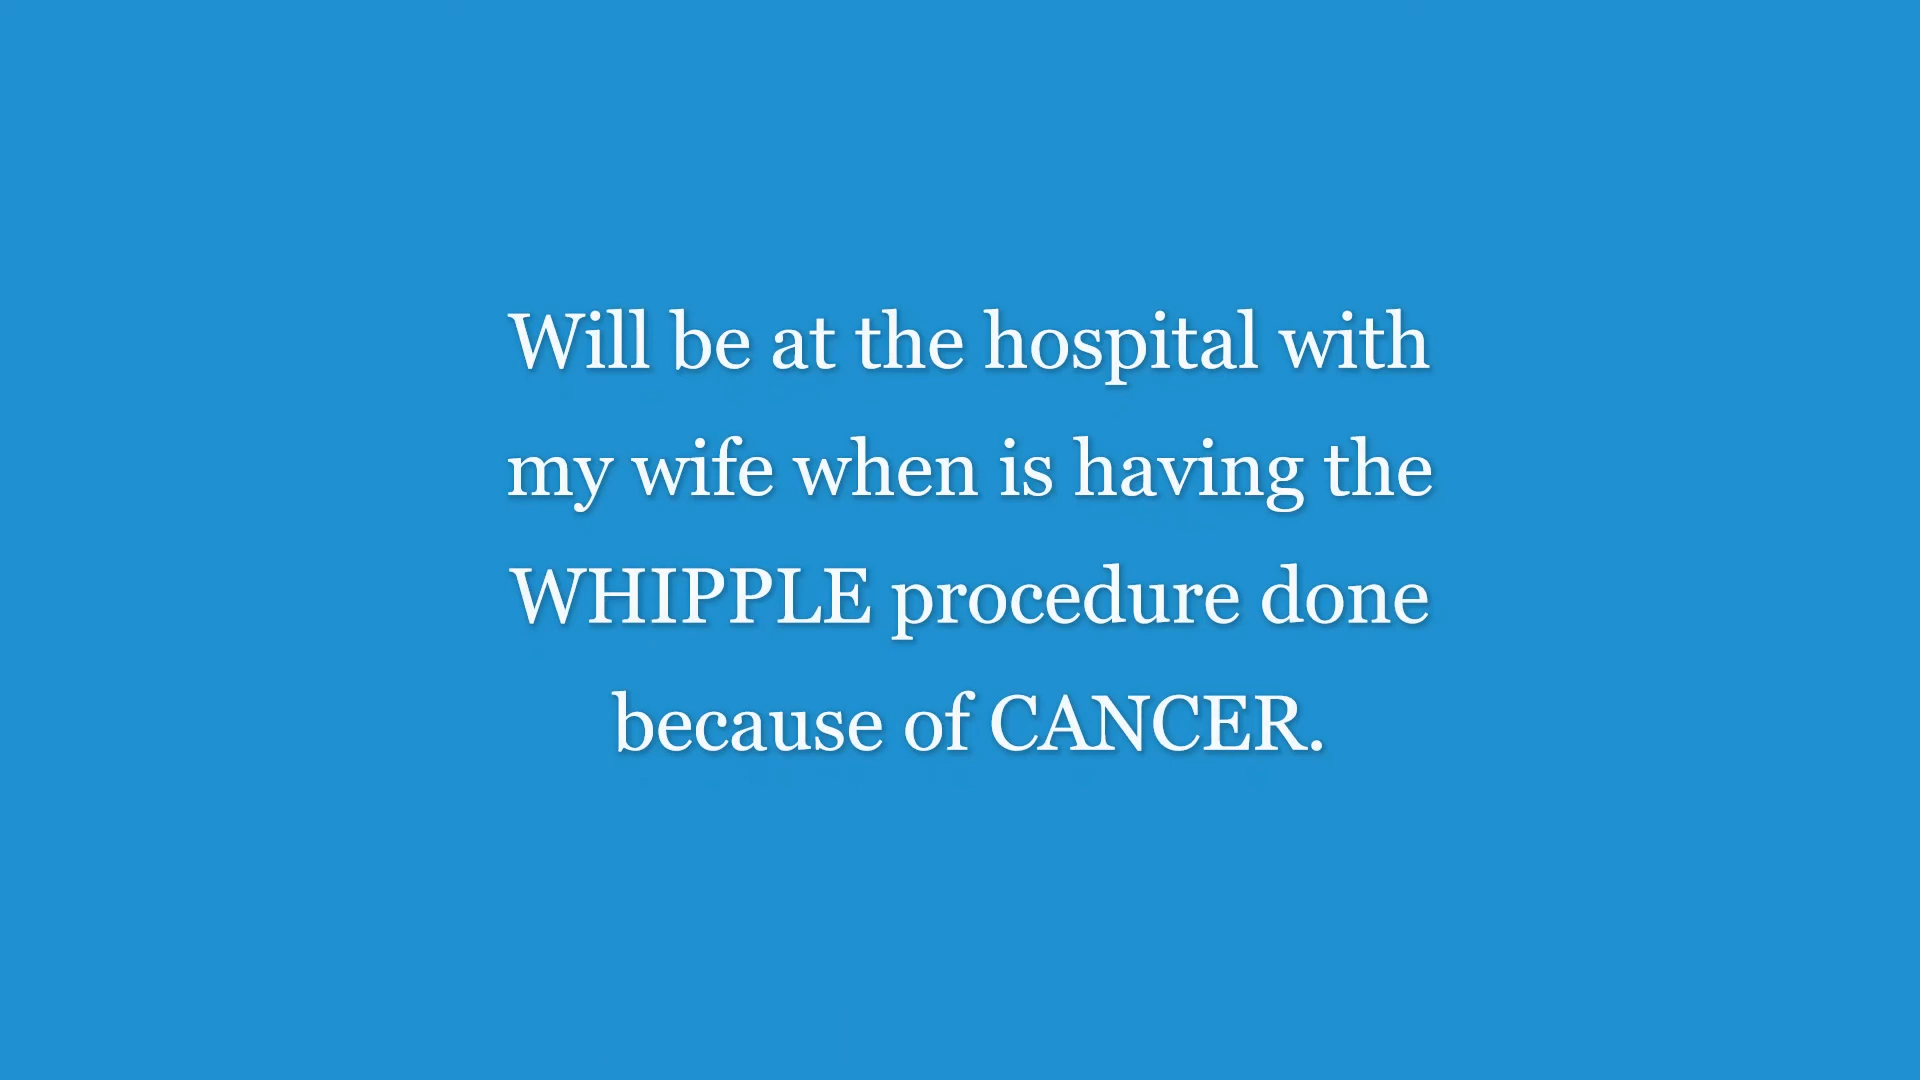 Will be at the hospital with
my wife when is having the
WHIPPLE procedure done
because of CANCER.